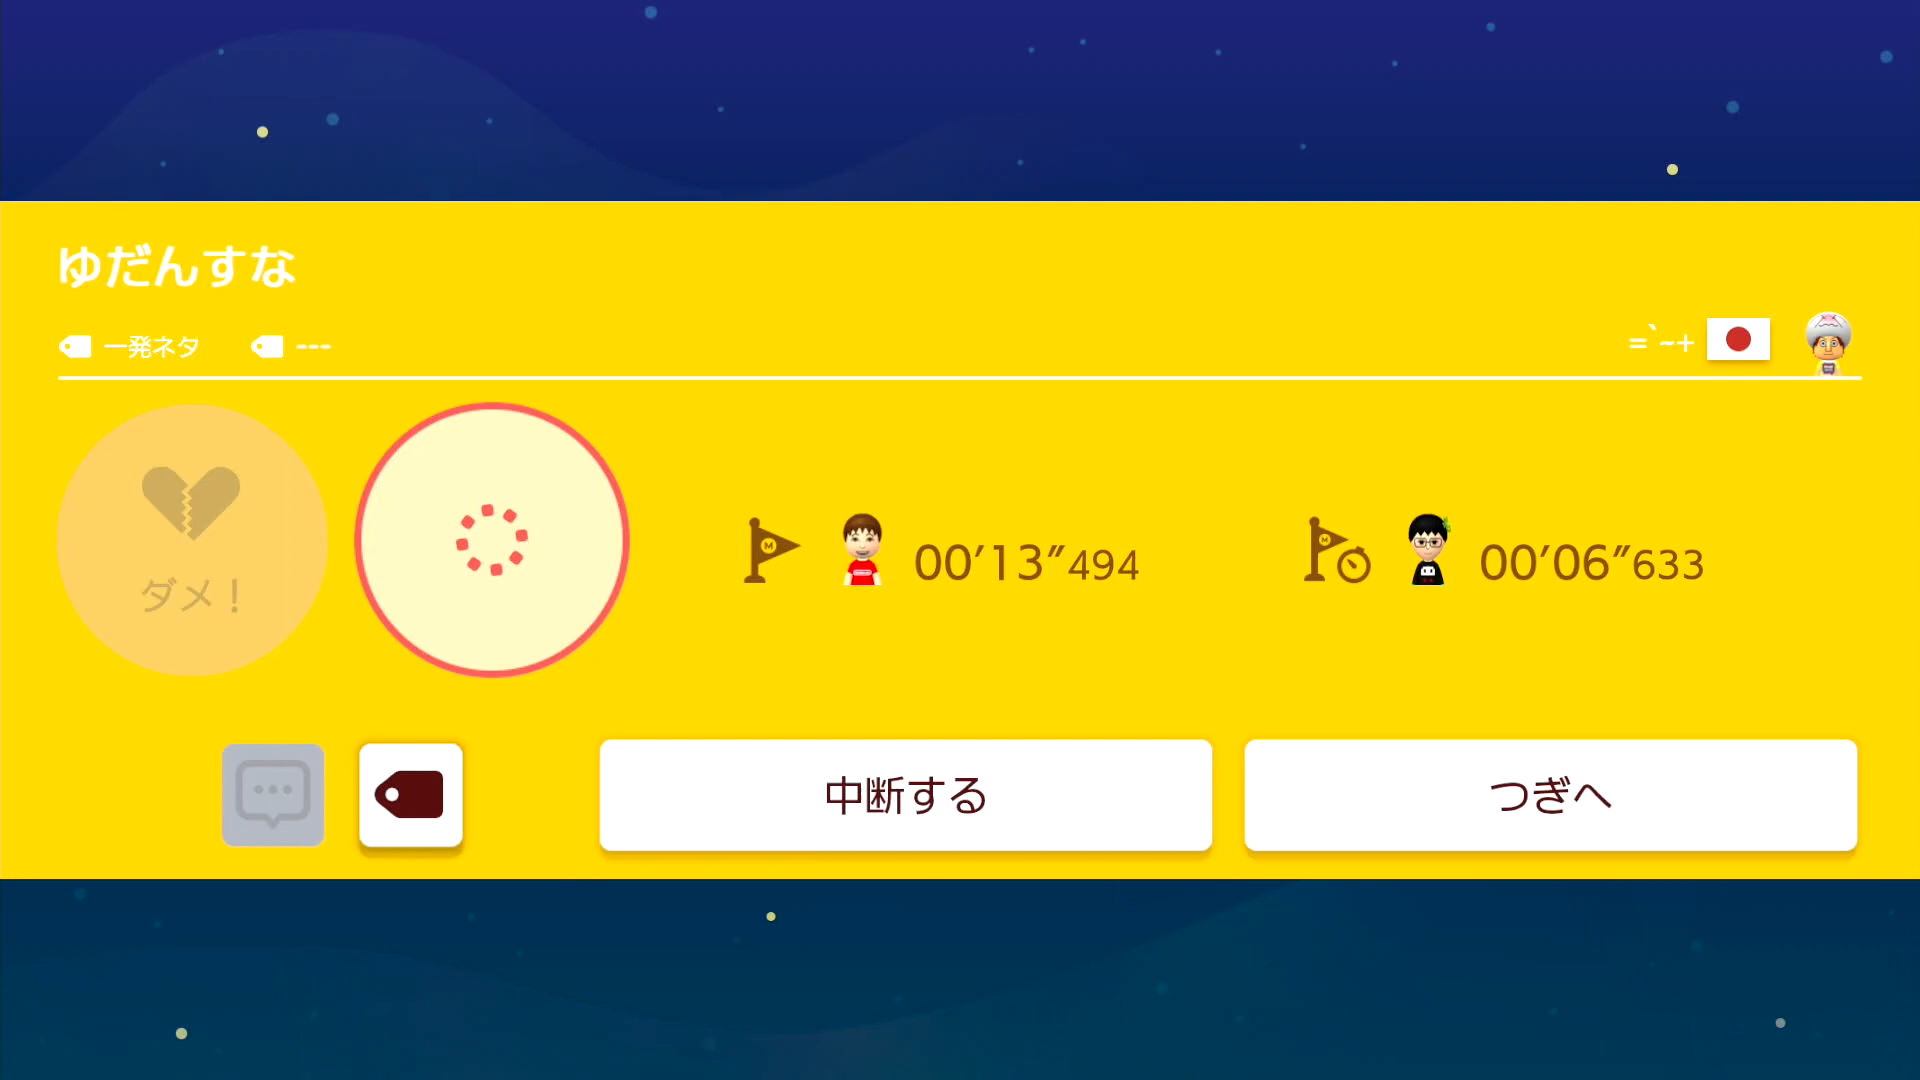 ゆだんすな
一発ネタ ---
=`~+
ダメ!
M 00'13"494
M 00'06"633
中断する
つぎへ